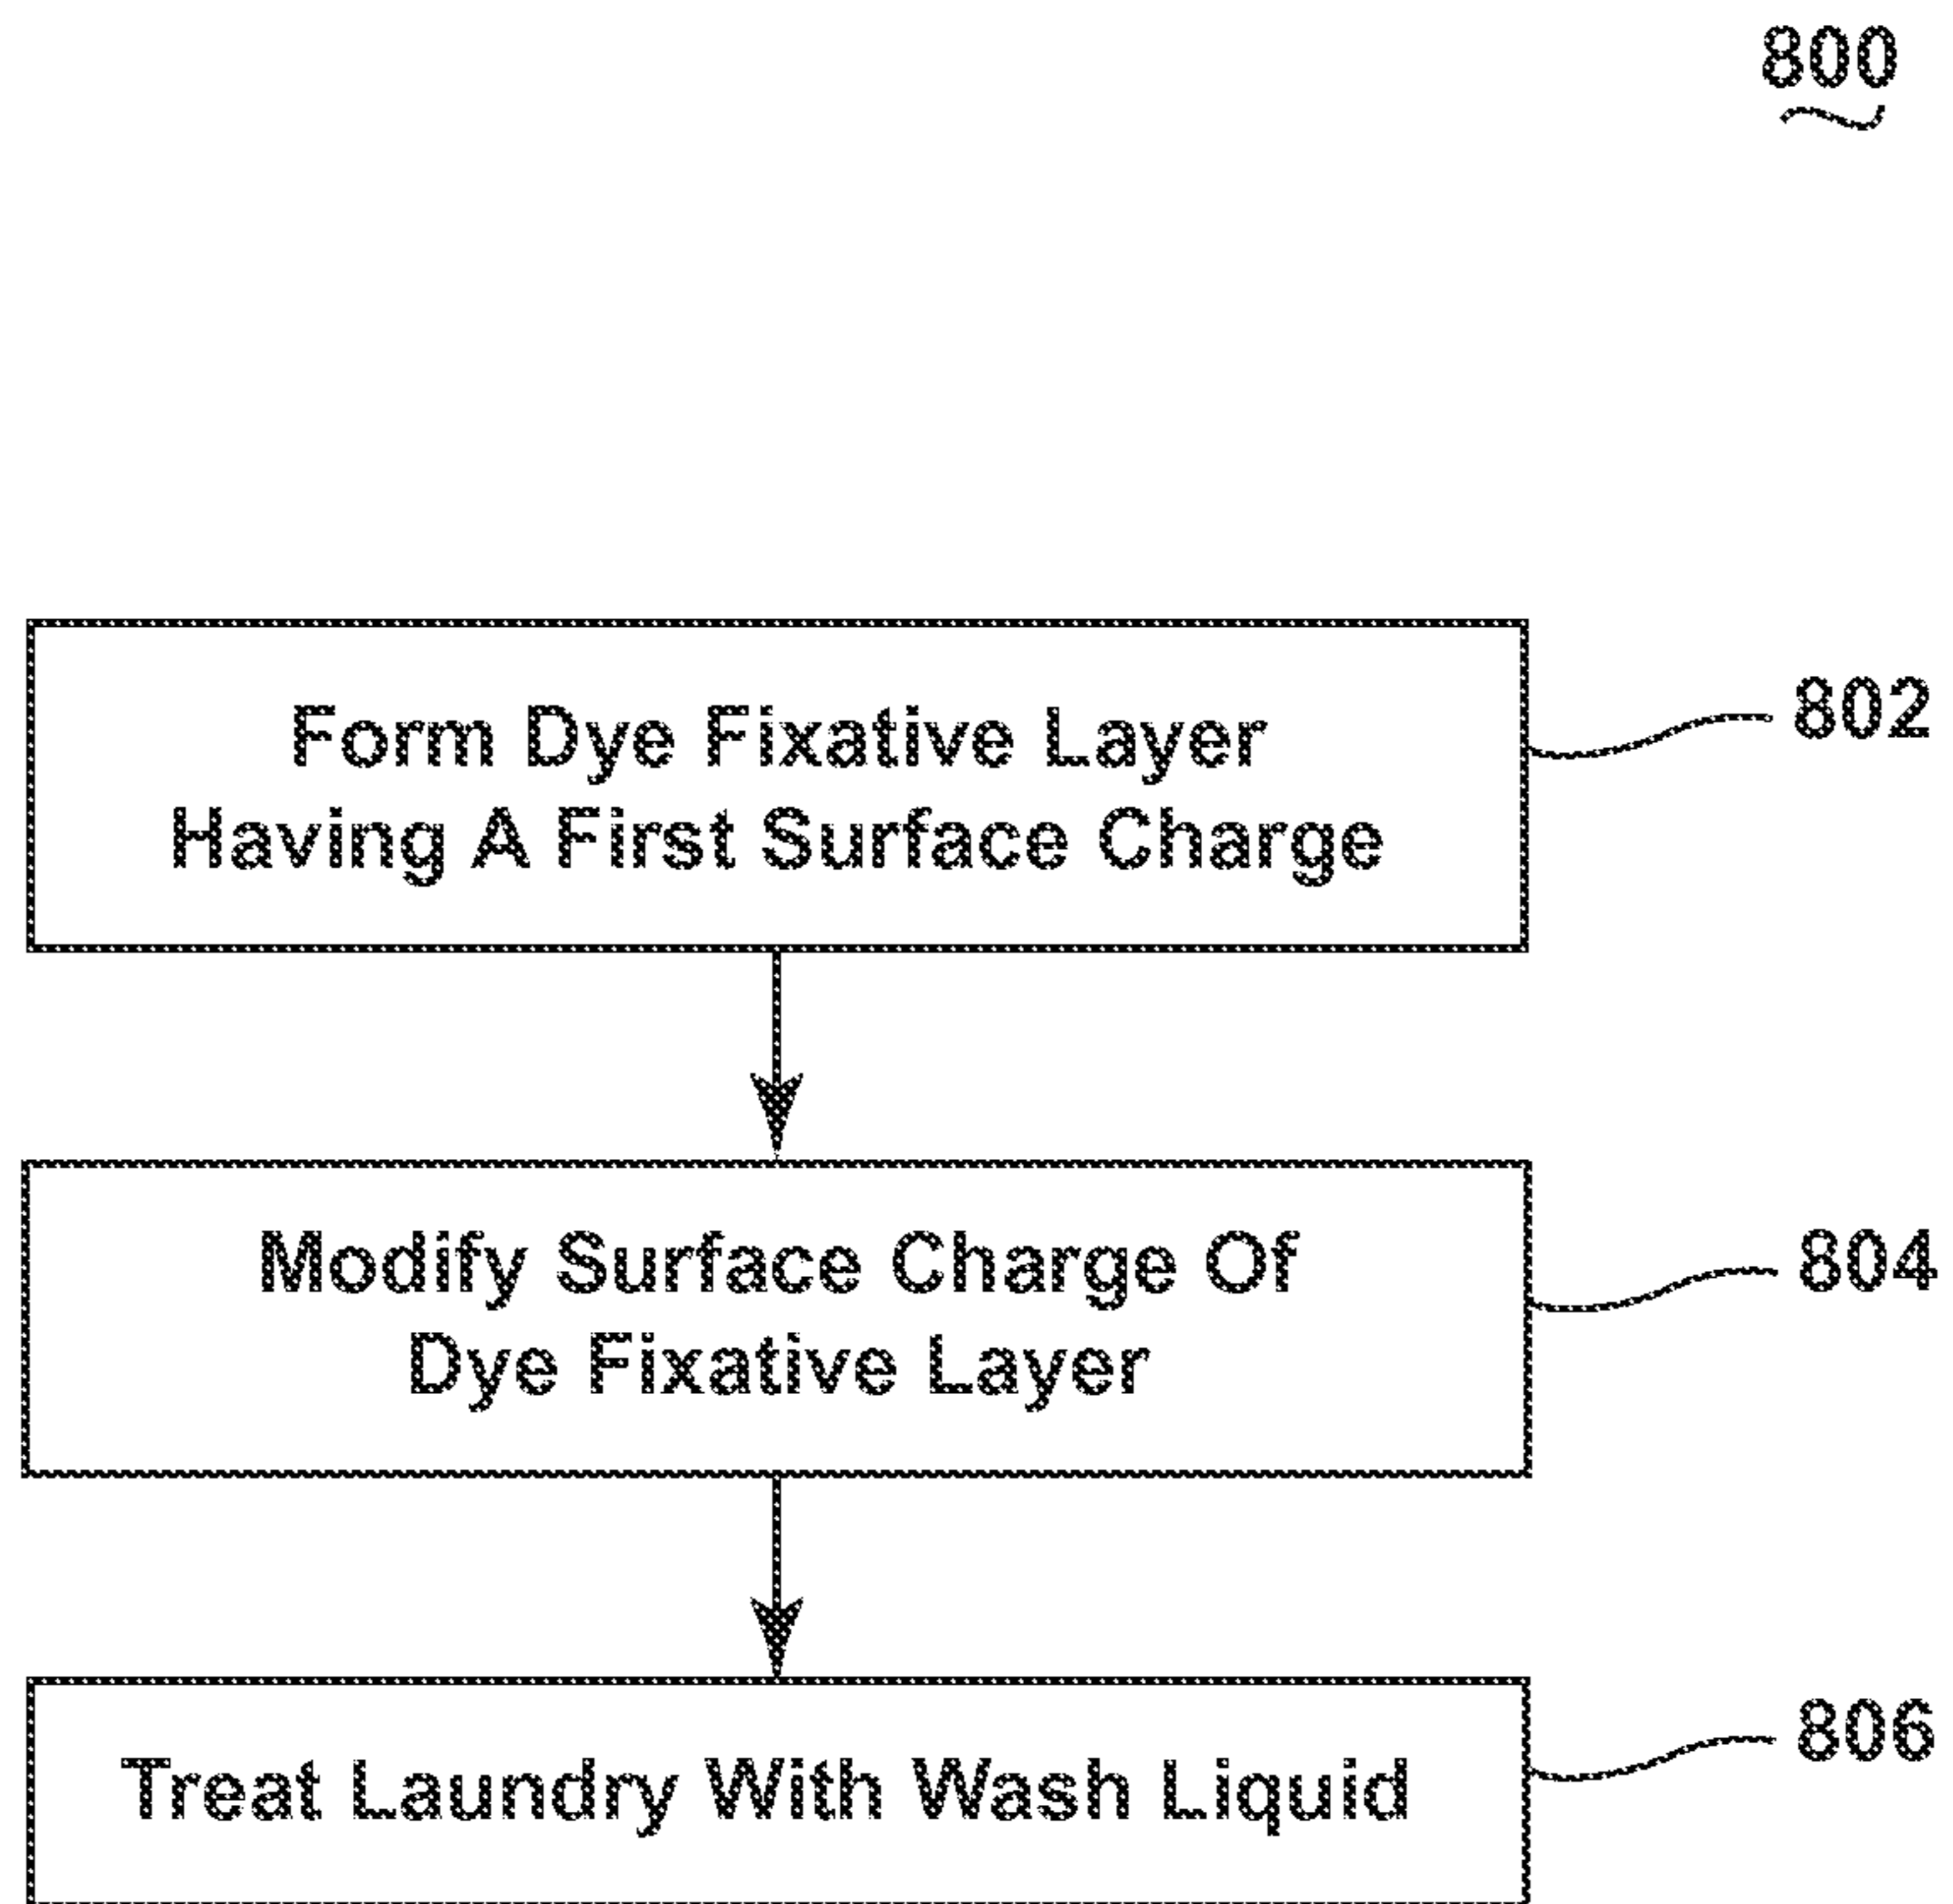 800
Form Dye Fixative Layer
Having A First Surface Charge
802
Modify Surface Charge Of
Dye Fixative Layer
804
Treat Laundry With Wash Liquid
806